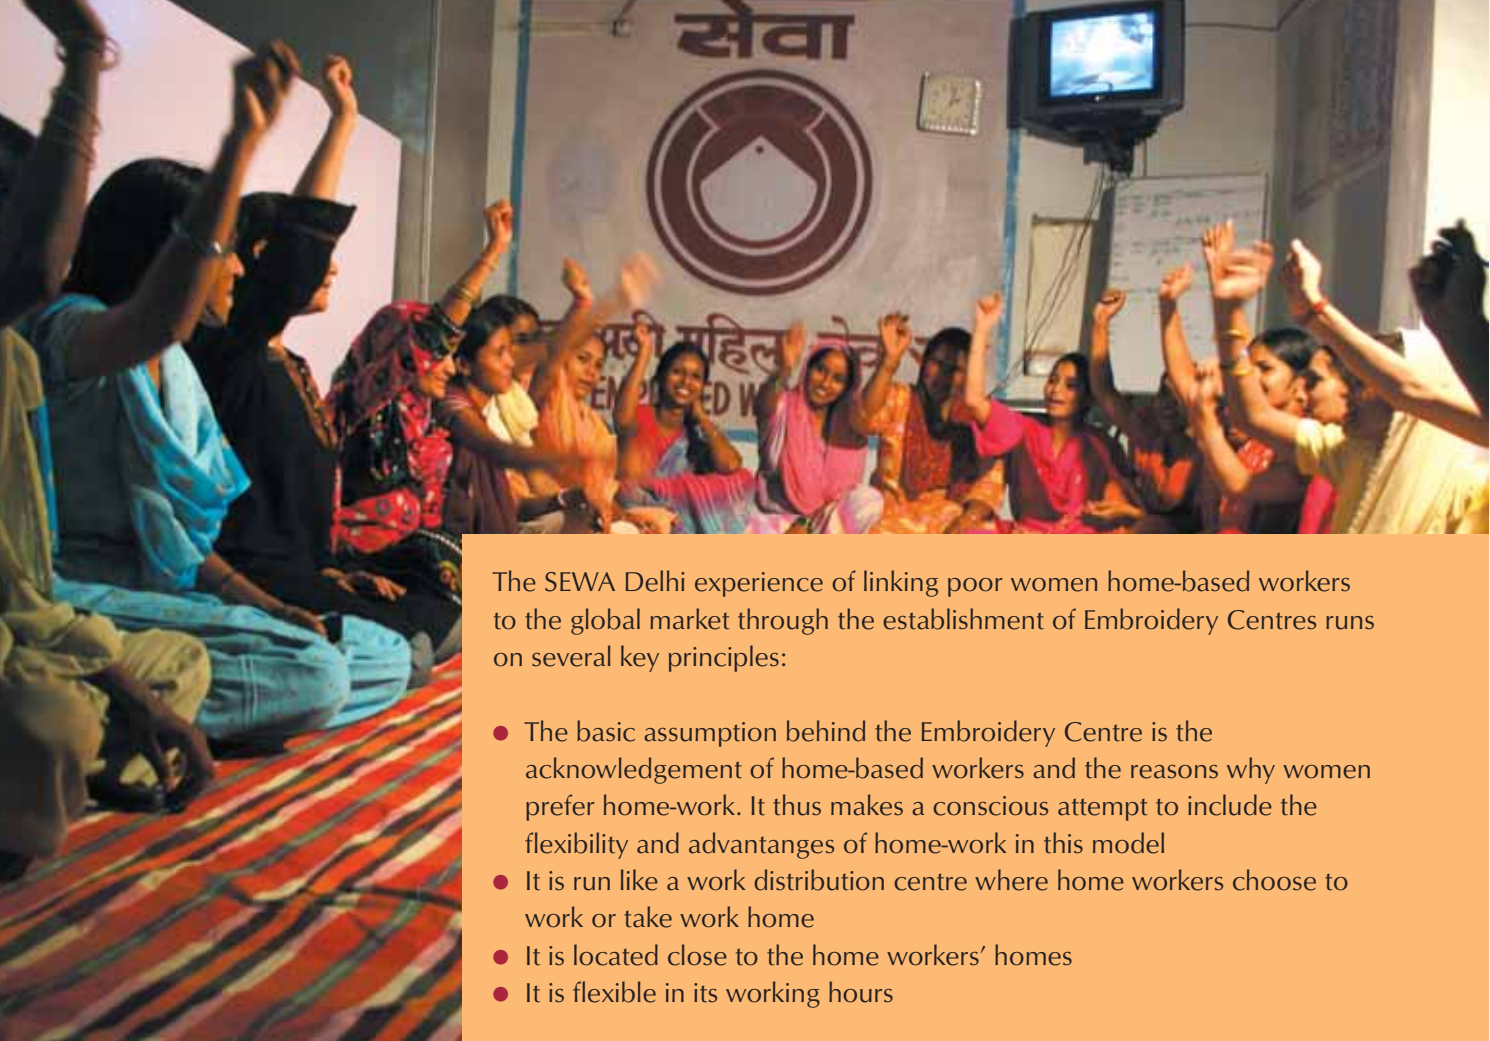 सेवा
महिला
The SEWA Delhi experience of linking poor women home-based workers
to the global market through the establishment of Embroidery Centres runs
on several key principles:
● The basic assumption behind the Embroidery Centre is the
acknowledgement of home-based workers and the reasons why women
prefer home-work. It thus makes a conscious attempt to include the
flexibility and advantanges of home-work in this model
● It is run like a work distribution centre where home workers choose to
work or take work home
● It is located close to the home workers’ homes
● It is flexible in its working hours